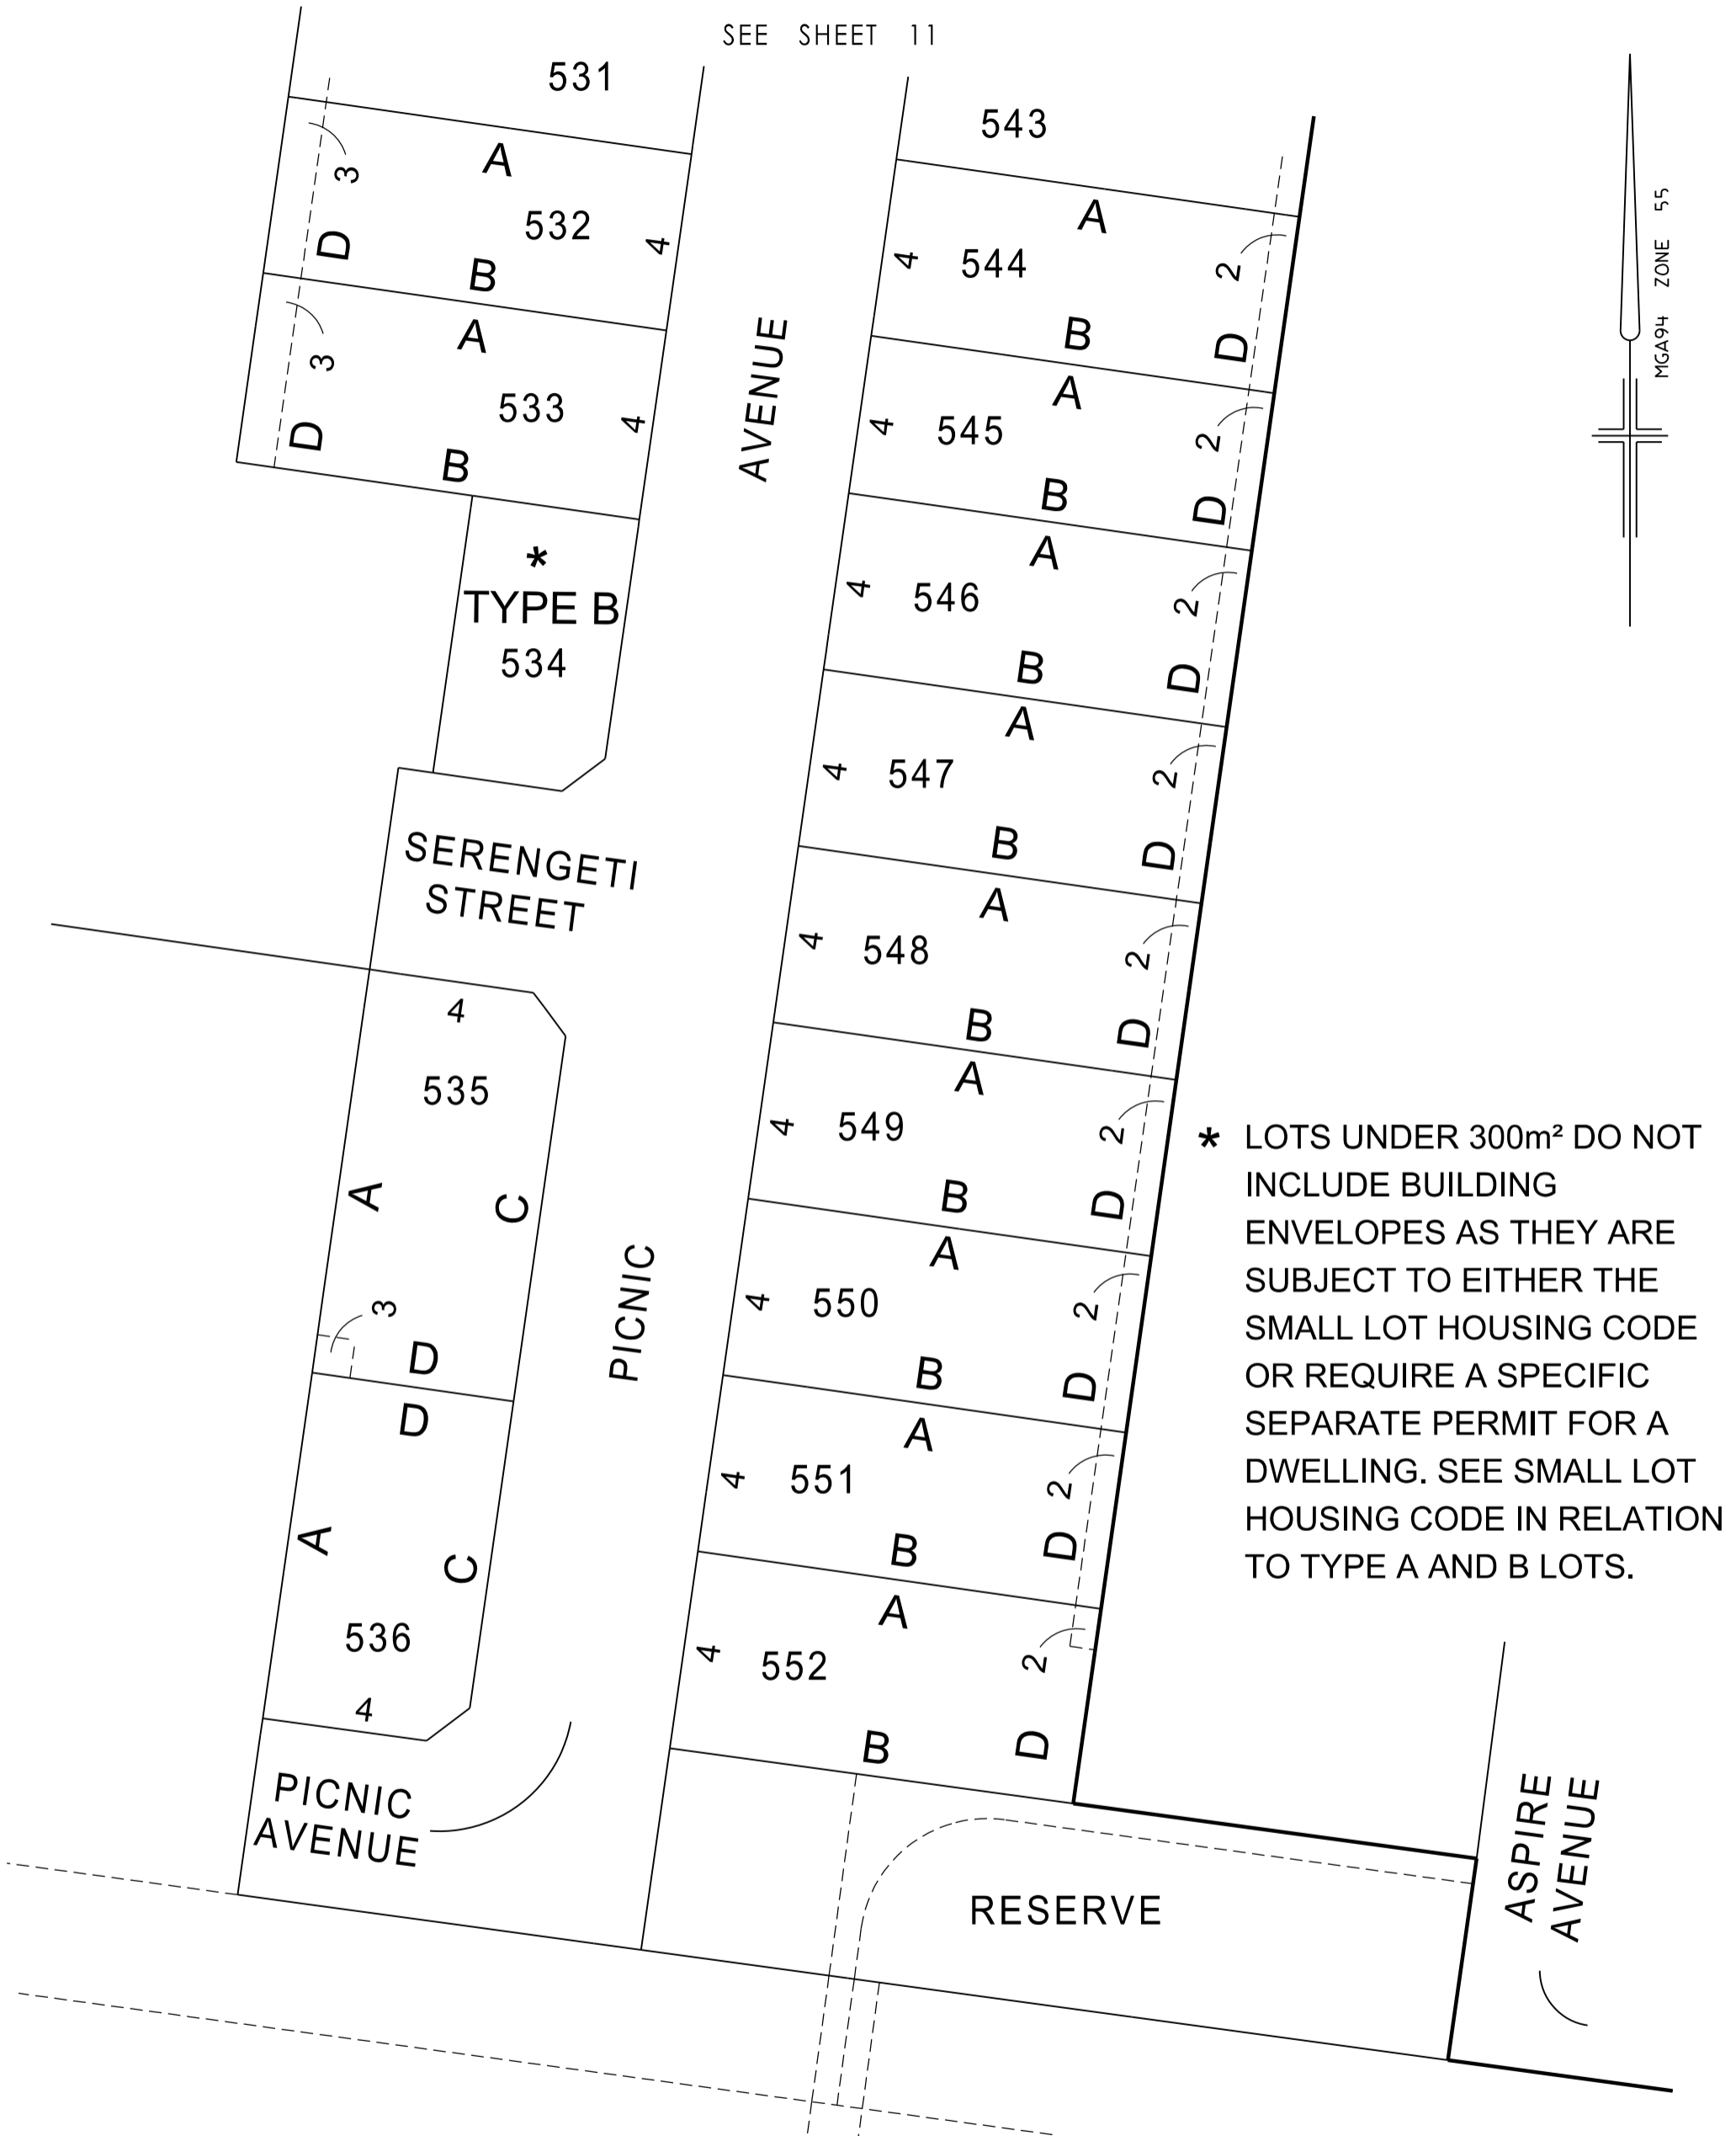 SEE SHEET 11
531
543
A
3
532
4
D
B
A
4
544
2
B
D
MGA94 ZONE 55
A
3
533
4
D
B
AVENUE
A
4
545
2
B
D
*
TYPE B
534
A
4
546
2
B
D
A
4
547
2
B
D
SERENGETI
STREET
A
4
548
2
B
D
4
535
A
C
3
D
A
4
549
2
B
D
* LOTS UNDER 300m² DO NOT
INCLUDE BUILDING
ENVELOPES AS THEY ARE
SUBJECT TO EITHER THE
SMALL LOT HOUSING CODE
OR REQUIRE A SPECIFIC
SEPARATE PERMIT FOR A
DWELLING. SEE SMALL LOT
HOUSING CODE IN RELATION
TO TYPE A AND B LOTS.
PICNIC
A
4
550
2
B
D
D
A
C
536
4
A
4
551
2
B
D
A
4
552
2
B
D
PICNIC
AVENUE
RESERVE
ASPIRE
AVENUE